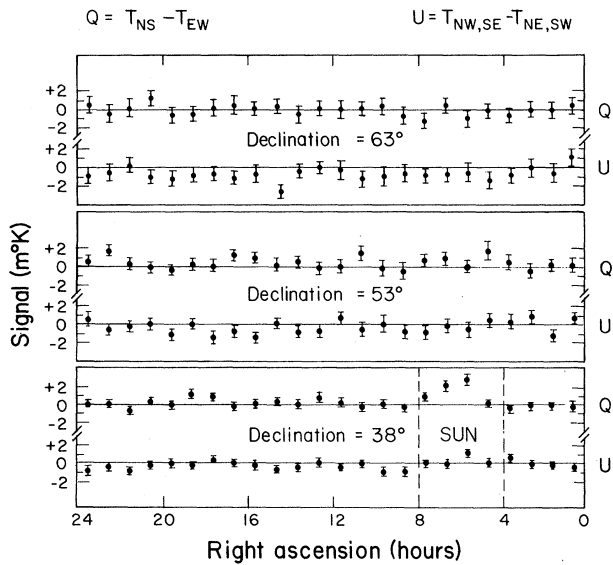 Q = T_NS − T_EW
U = T_NW,SE − T_NE,SW
+2
0
-2
Q
Declination = 63°
+2
0
-2
U
+2
0
-2
Q
Declination = 53°
+2
0
-2
U
+2
0
-2
Q
Declination = 38°
SUN
+2
0
-2
U
Signal (m°K)
24
20
16
12
8
4
0
Right ascension (hours)